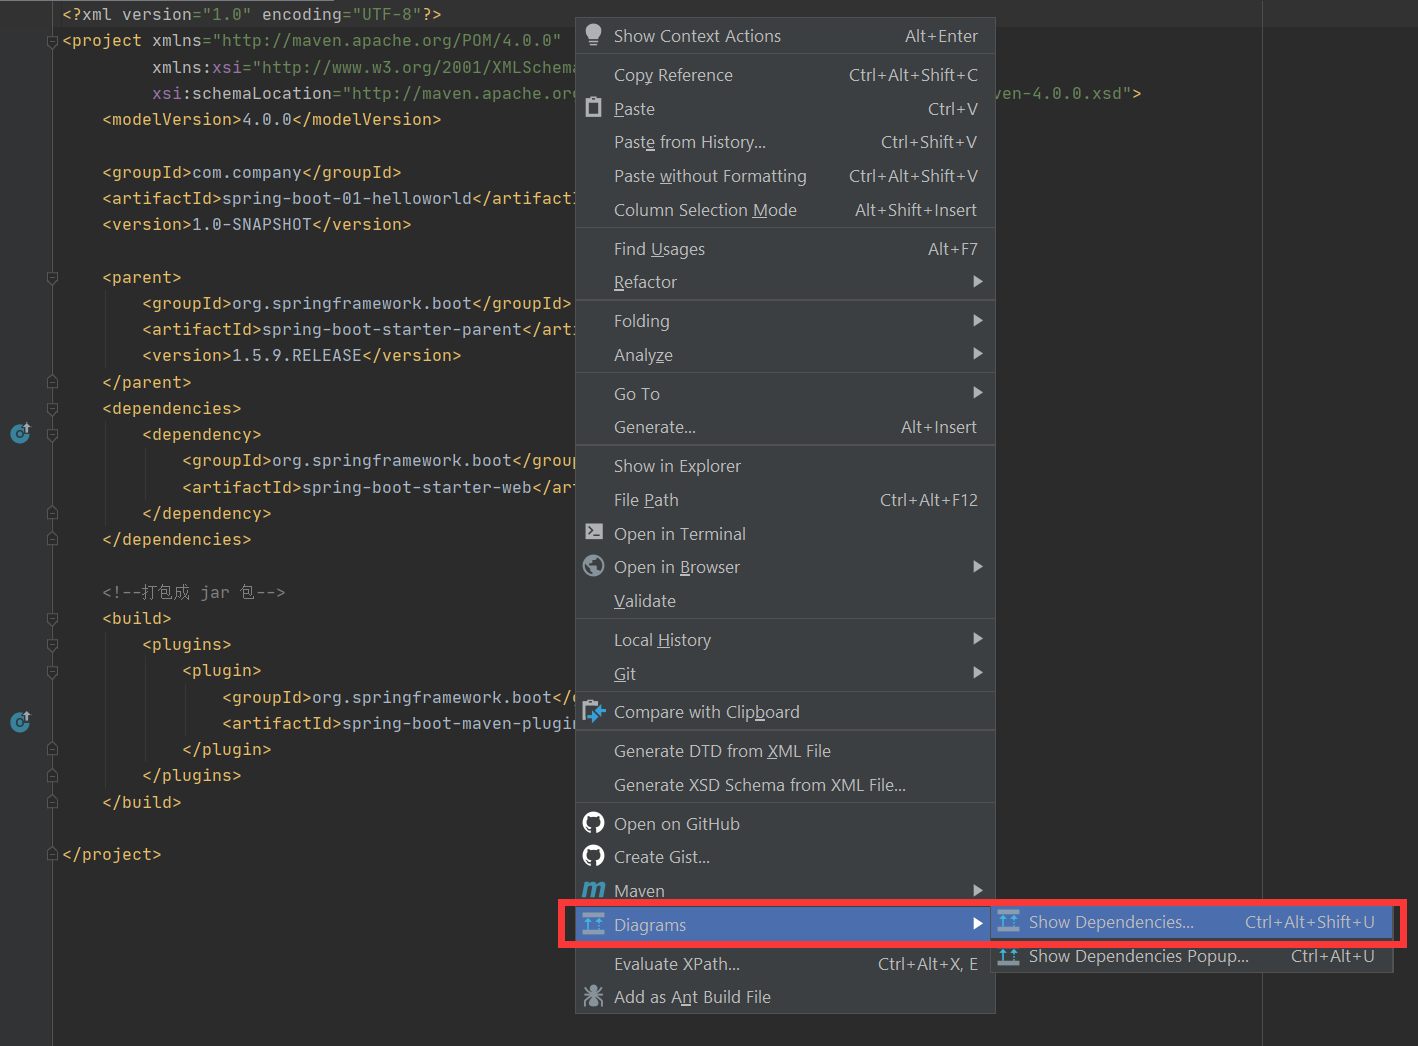 <?xml version="1.0" encoding="UTF-8"?>
<project xmlns="http://maven.apache.org/POM/4.0.0"
xmlns:xsi="http://www.w3.org/2001/XMLSchema
xsi:schemaLocation="http://maven.apache.or ven-4.0.0.xsd">
<modelVersion>4.0.0</modelVersion>
<groupId>com.company</groupId>
<artifactId>spring-boot-01-helloworld</artifactI
<version>1.0-SNAPSHOT</version>
<parent>
<groupId>org.springframework.boot</groupId>
<artifactId>spring-boot-starter-parent</arti
<version>1.5.9.RELEASE</version>
</parent>
<dependencies>
<dependency>
<groupId>org.springframework.boot</group
<artifactId>spring-boot-starter-web</art
</dependency>
</dependencies>
<!--打包成 jar 包-->
<build>
<plugins>
<plugin>
<groupId>org.springframework.boot</
<artifactId>spring-boot-maven-plugin
</plugin>
</plugins>
</build>
</project>
Show Context Actions Alt+Enter
Copy Reference Ctrl+Alt+Shift+C
Paste Ctrl+V
Paste from History... Ctrl+Shift+V
Paste without Formatting Ctrl+Alt+Shift+V
Column Selection Mode Alt+Shift+Insert
Find Usages Alt+F7
Refactor
Folding
Analyze
Go To
Generate... Alt+Insert
Show in Explorer
File Path Ctrl+Alt+F12
Open in Terminal
Open in Browser
Validate
Local History
Git
Compare with Clipboard
Generate DTD from XML File
Generate XSD Schema from XML File...
Open on GitHub
Create Gist...
Maven
Diagrams
Evaluate XPath... Ctrl+Alt+X, E
Add as Ant Build File
Show Dependencies... Ctrl+Alt+Shift+U
Show Dependencies Popup... Ctrl+Alt+U